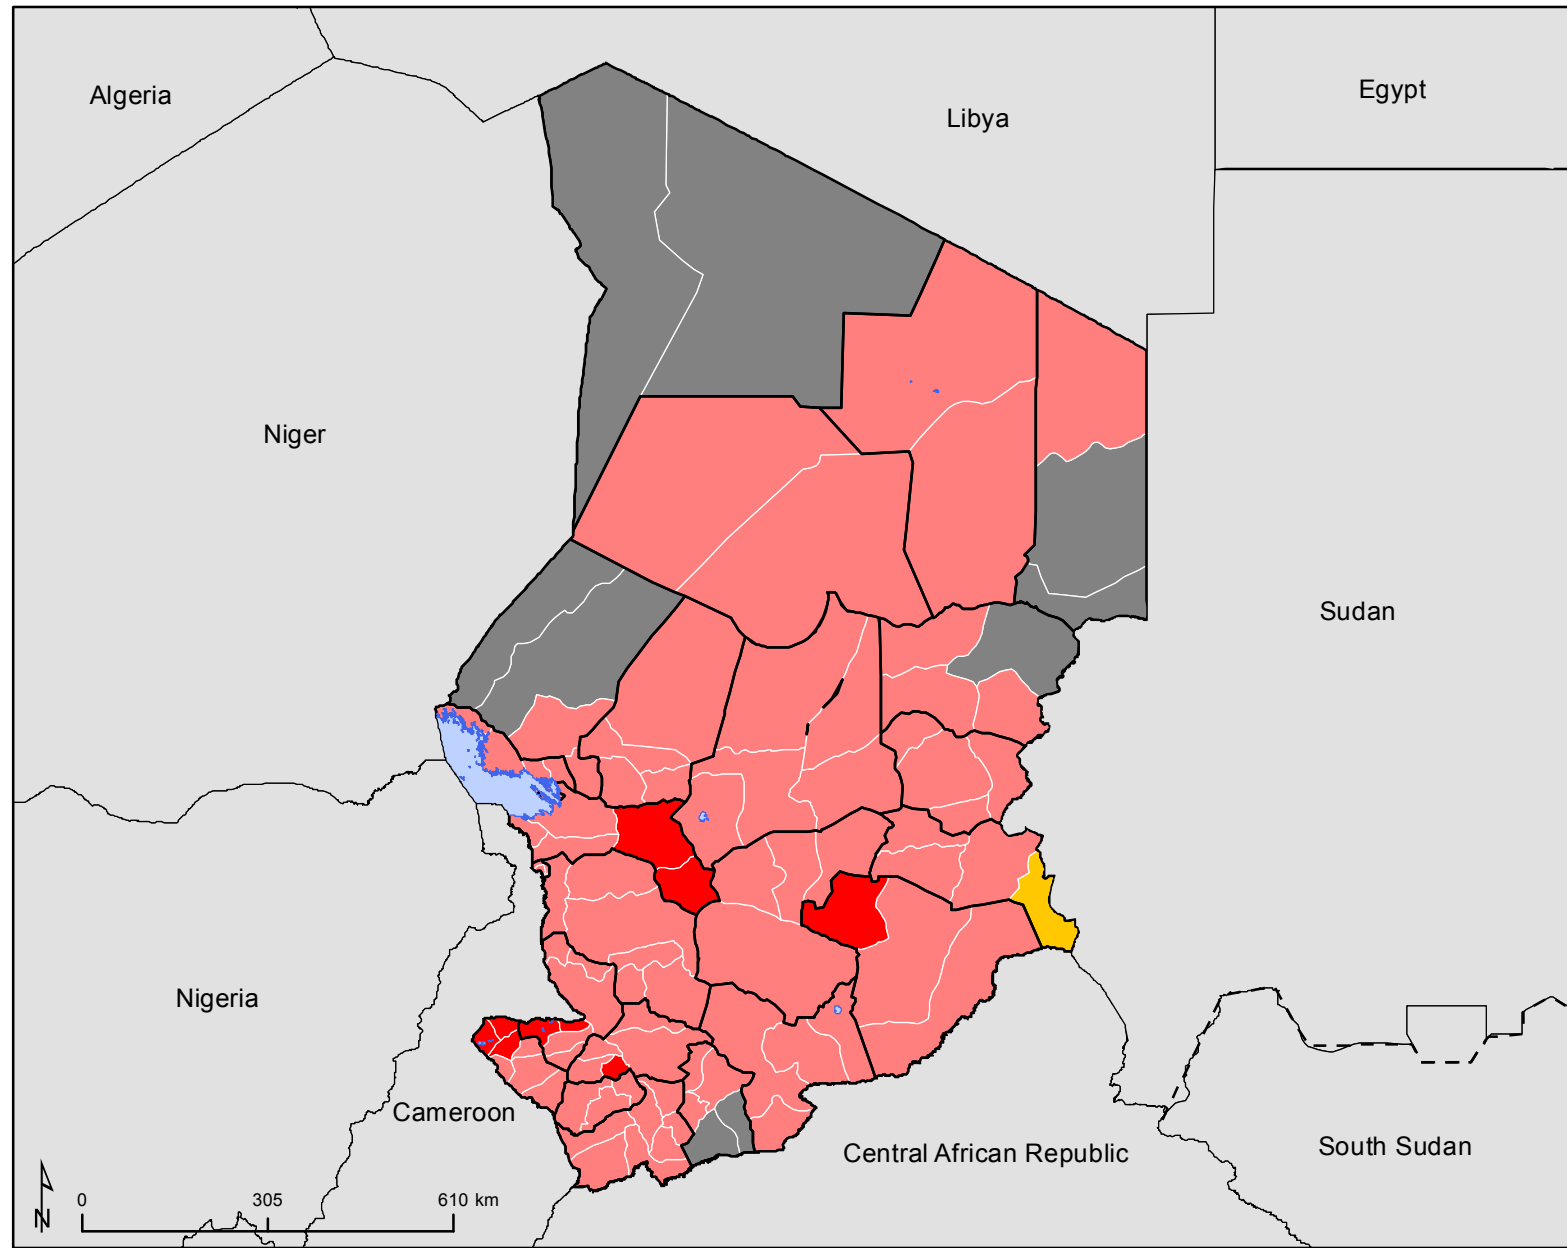 Algeria
Libya
Egypt
Niger
Sudan
Nigeria
Cameroon
Central African Republic
South Sudan
N
0 305 610 km